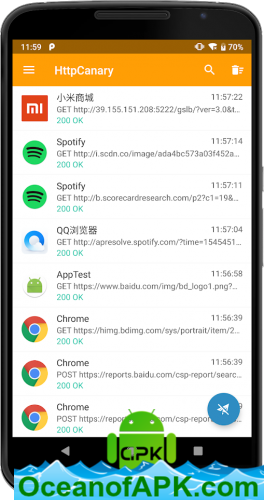 11:59
70%
HttpCanary
mi
小米商城
11:57:22
GET http://39.155.151.208:5222/gslb/?ver=3.0&t...
200 OK
Spotify
11:57:14
GET http://i.scdn.co/image/ada4bc573a03f452a...
200 OK
Spotify
11:57:11
GET http://b.scorecardresearch.com/p2?c1=19&...
200 OK
QQ浏览器
11:57:04
GET http://apresolve.spotify.com/?time=1545451...
200 OK
AppTest
11:56:58
GET https://www.baidu.com/img/bd_logo1.png?...
200 OK
Chrome
11:56:39
GET https://himg.bdimg.com/sys/portrait/item/2...
200 OK
Chrome
11:56:39
POST https://reports.baidu.com/csp-report/searc...
200 OK
Chrome
11:56:39
POST https://reports.baidu.com/csp-report/
200 OK
APK
OceanofAPK.com